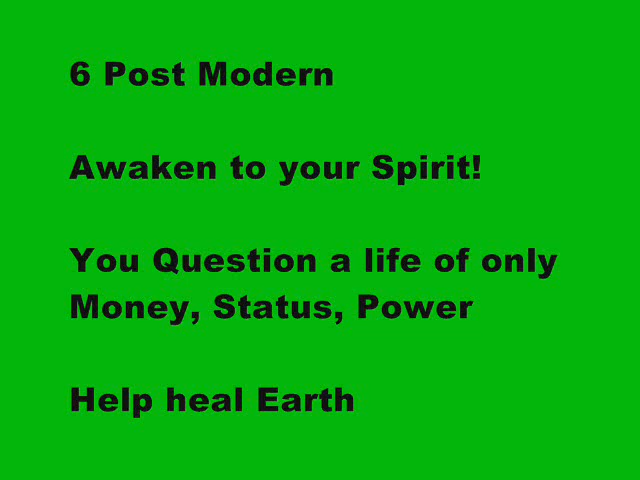 6 Post Modern
Awaken to your Spirit!
You Question a life of only
Money, Status, Power
Help heal Earth